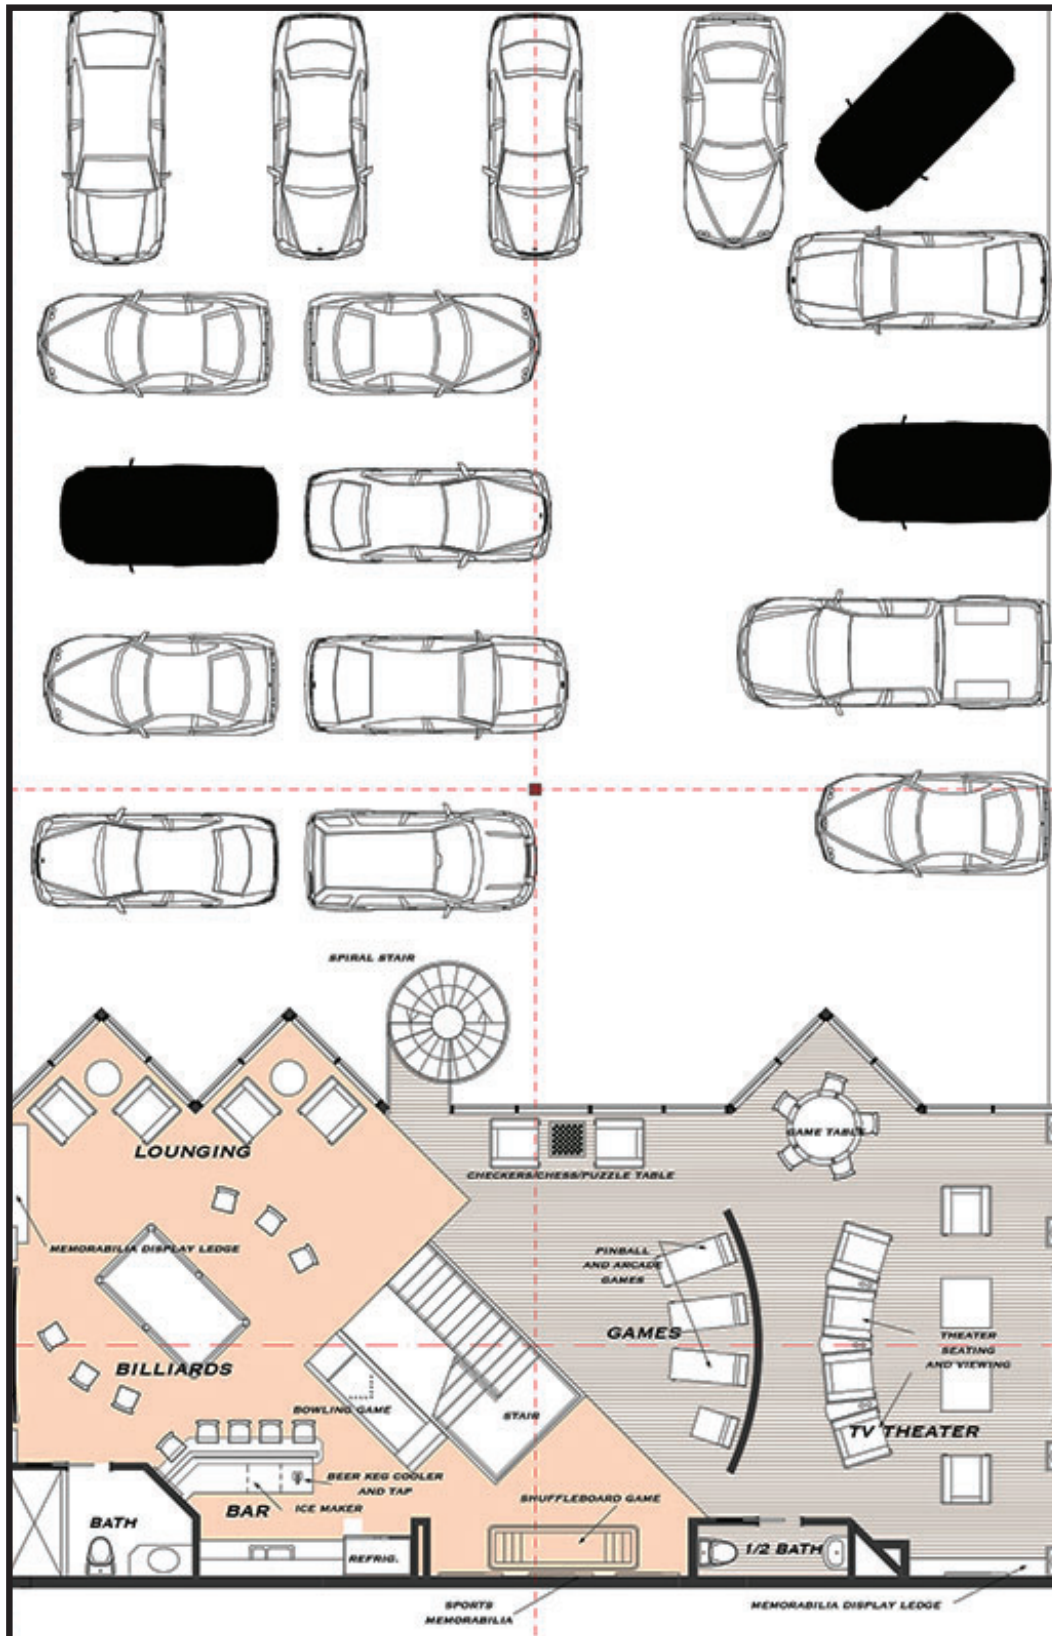 SPIRAL STAIR
LOUNGING
GAME TABLE
CHECKERS/CHESS/PUZZLE TABLE
MEMORABILIA DISPLAY LEDGE
PINBALL
AND ARCADE
GAMES
GAMES
THEATER
SEATING
AND VIEWING
BILLIARDS
BOWLING GAME
STAIR
TV THEATER
BEER KEG COOLER
AND TAP
ICE MAKER
BAR
SHUFFLEBOARD GAME
BATH
REFRIG.
1/2 BATH
SPORTS
MEMORABILIA
MEMORABILIA DISPLAY LEDGE